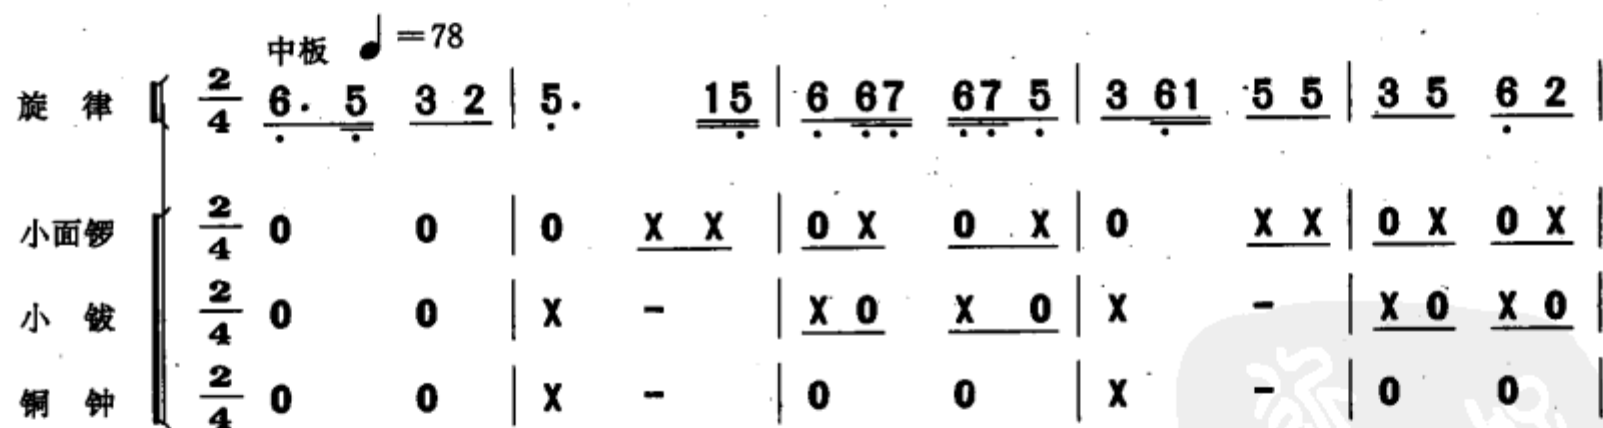 中板 ♩=78
旋 律 2/4 6. 5 3 2 | 5. 15 | 6 67 67 5 | 3 61 5 5 | 3 5 6 2 |
小面锣 2/4 0 0 | 0 X X | 0 X 0 X | 0 X X | 0 X 0 X |
小 钹 2/4 0 0 | X - | X 0 X 0 | X - | X 0 X 0 |
铜 钟 2/4 0 0 | X - | 0 0 | X - | 0 0 |